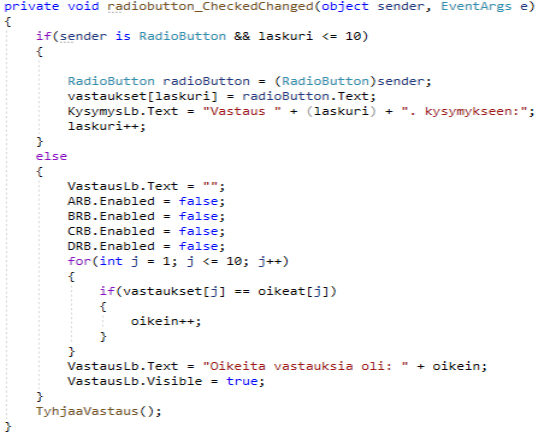 private void radiobutton_CheckedChanged(object sender, EventArgs e)
{
    if(sender is RadioButton && laskuri <= 10)
    {

        RadioButton radioButton = (RadioButton)sender;
        vastaukset[laskuri] = radioButton.Text;
        KysymysLb.Text = "Vastaus " + (laskuri) + ". kysymykseen:";
        laskuri++;
    }
    else
    {
        VastausLb.Text = "";
        ARB.Enabled = false;
        BRB.Enabled = false;
        CRB.Enabled = false;
        DRB.Enabled = false;
        for(int j = 1; j <= 10; j++)
        {
            if(vastaukset[j] == oikeat[j])
            {
                oikein++;
            }
        }
        VastausLb.Text = "Oikeita vastauksia oli: " + oikein;
        VastausLb.Visible = true;
    }
    TyhjaaVastaus();
}